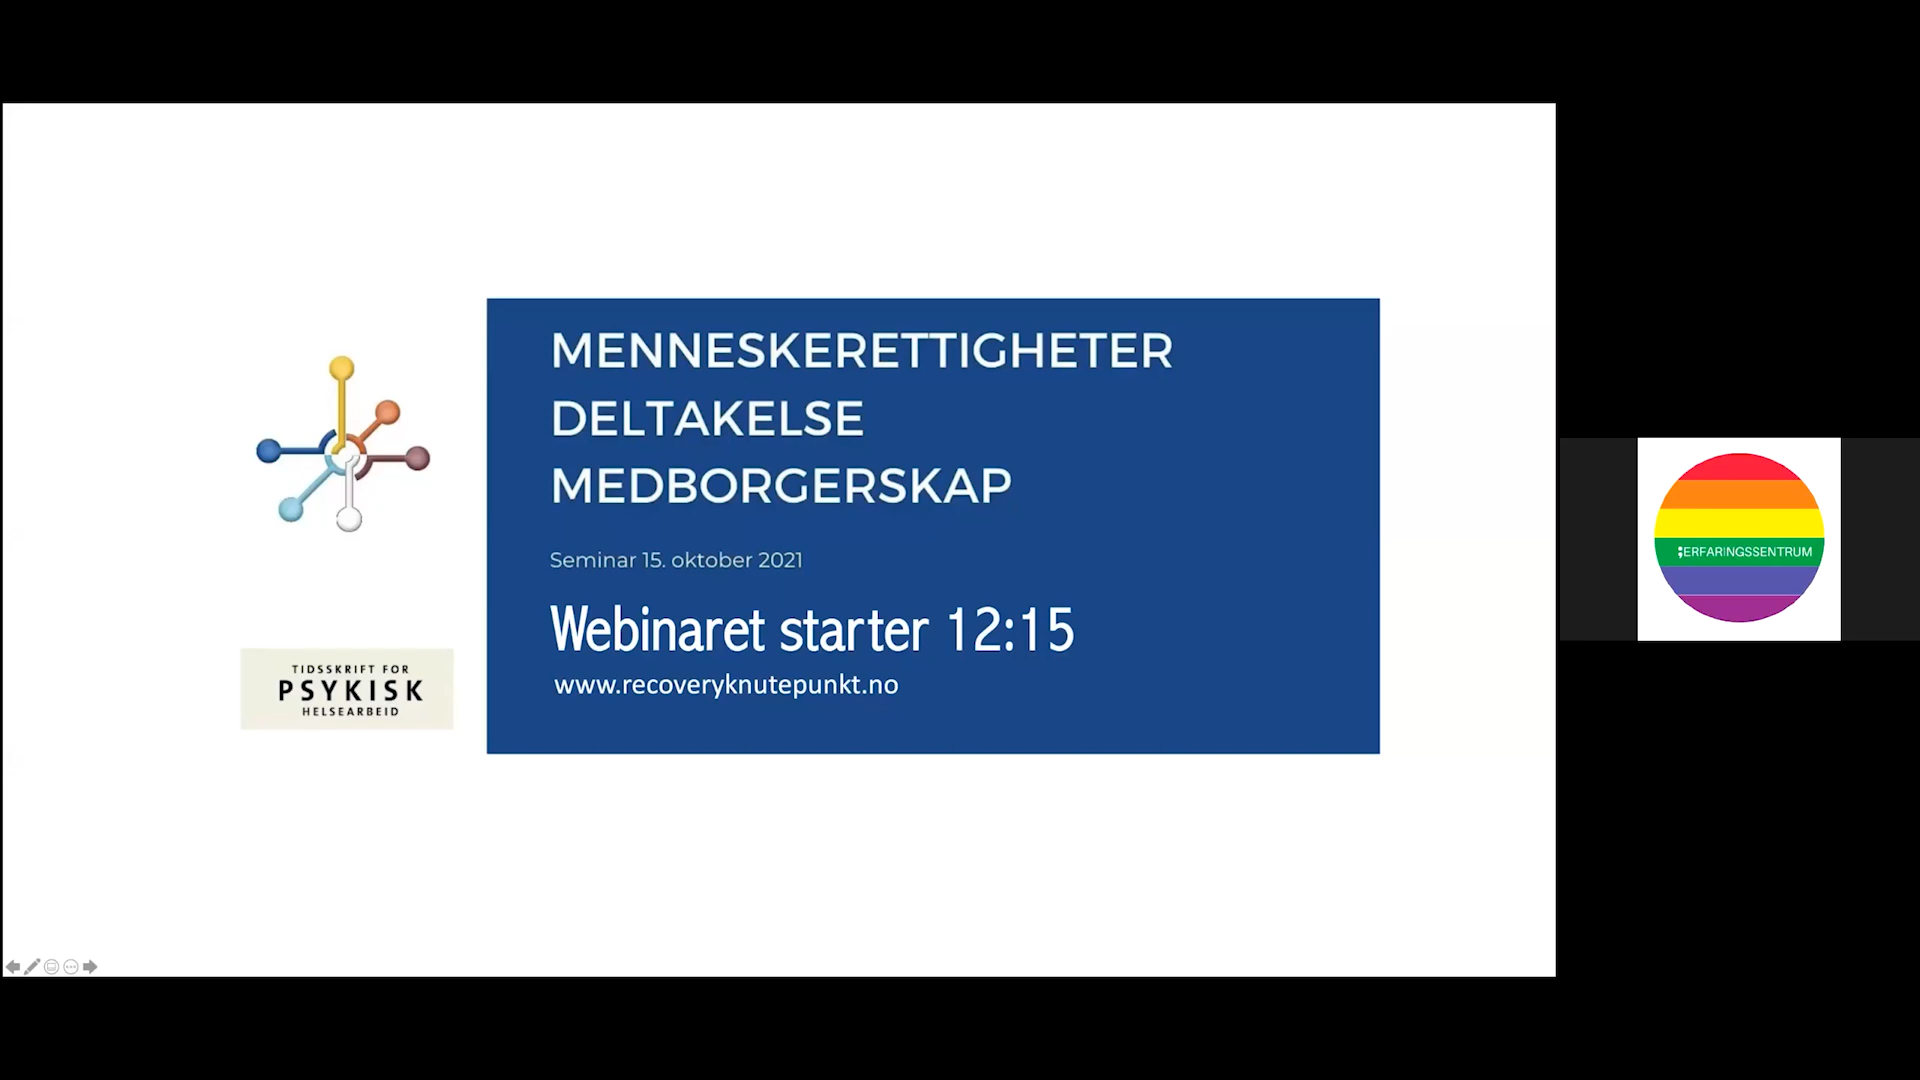 MENNESKERETTIGHETER
DELTAKELSE
MEDBORGERSKAP
Seminar 15. oktober 2021
Webinaret starter 12:15
www.recoveryknutepunkt.no
TIDSSKRIFT FOR
PSYKISK
HELSEARBEID
;ERFARINGSSENTRUM